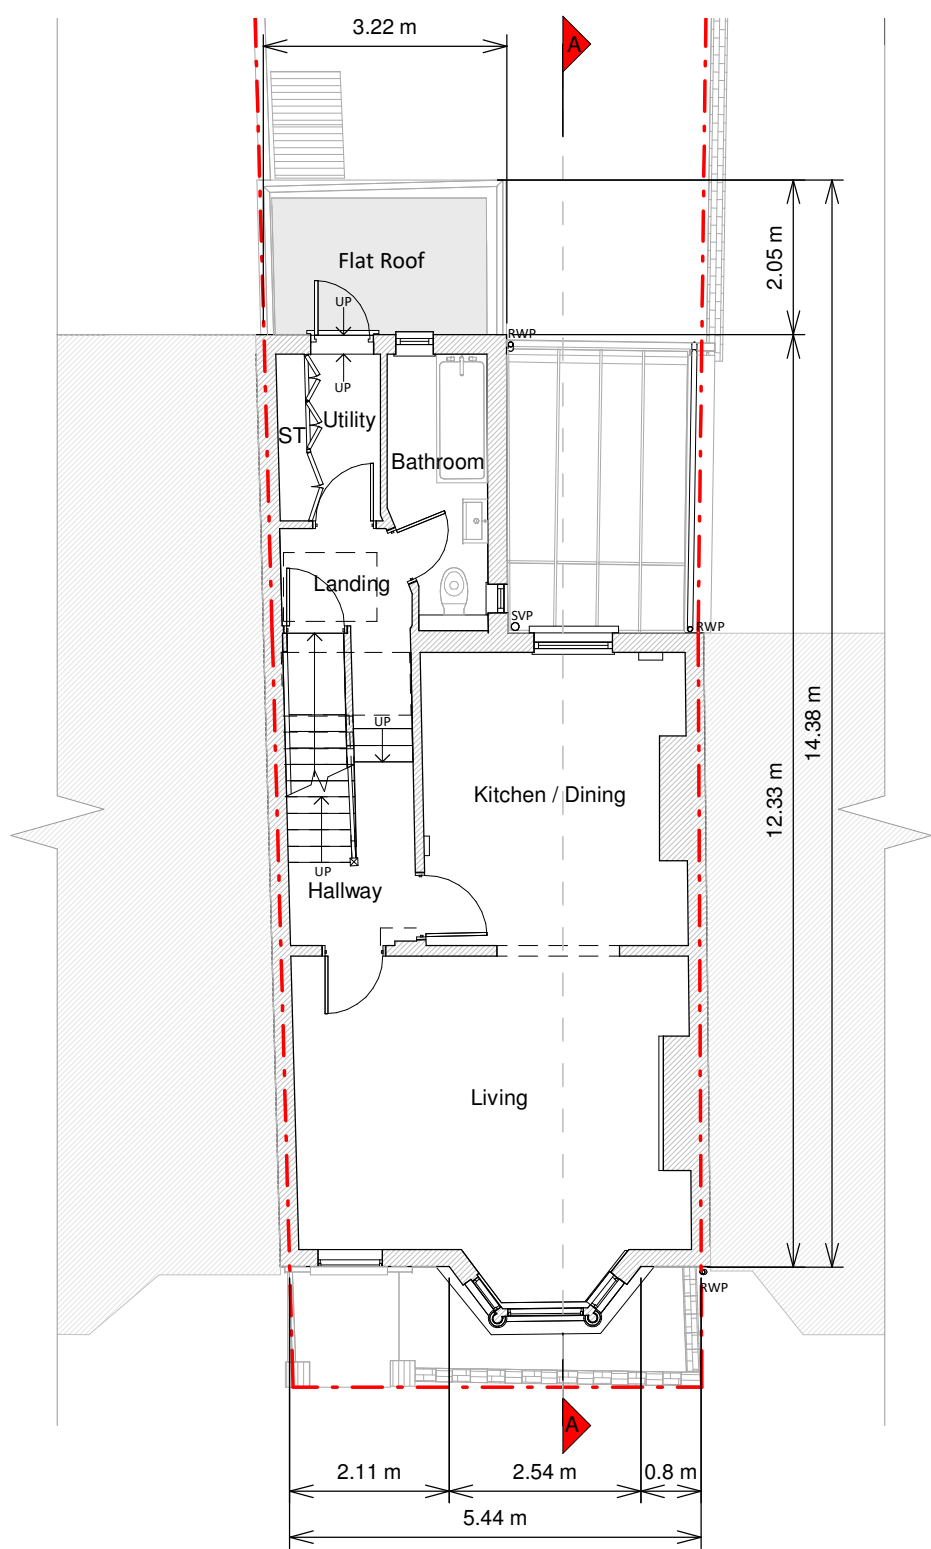 3.22 m
A
2.05 m
Flat Roof
UP
RWP
UP
Utility
ST
Bathroom
Landing
SVP
RWP
14.38 m
UP
12.33 m
Kitchen / Dining
UP
Hallway
Living
RWP
A
2.11 m
2.54 m
0.8 m
5.44 m